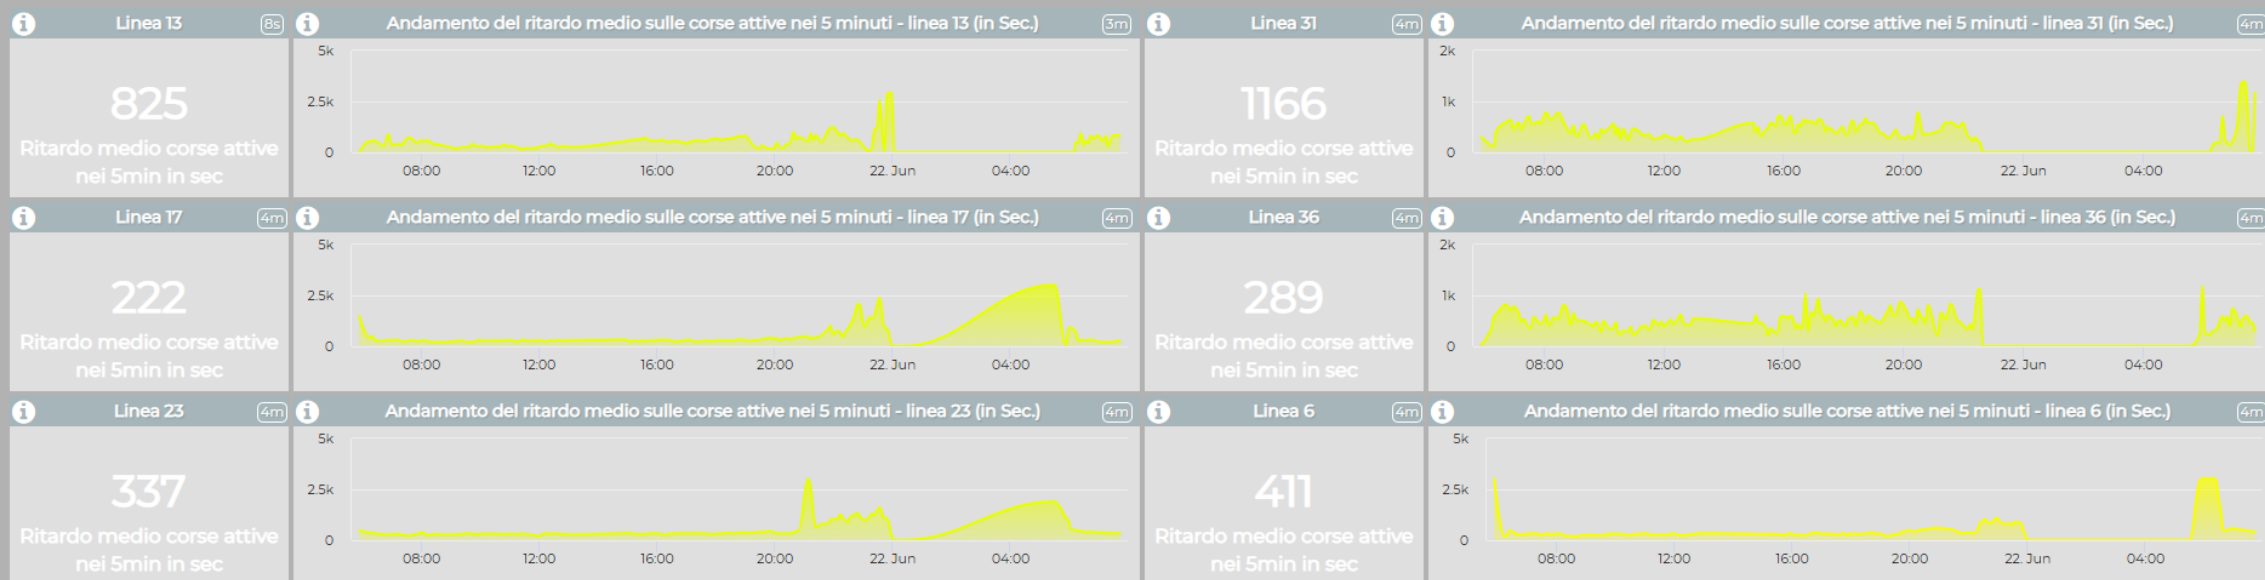 Linea 13 8s
Andamento del ritardo medio sulle corse attive nei 5 minuti - linea 13 (in Sec.) 3m
Linea 31 4m
Andamento del ritardo medio sulle corse attive nei 5 minuti - linea 31 (in Sec.) 4m
825
Ritardo medio corse attive
nei 5min in sec
5k
2.5k
0
08:00 12:00 16:00 20:00 22. Jun 04:00
1166
Ritardo medio corse attive
nei 5min in sec
2k
1k
0
08:00 12:00 16:00 20:00 22. Jun 04:00
Linea 17 4m
Andamento del ritardo medio sulle corse attive nei 5 minuti - linea 17 (in Sec.) 4m
Linea 36 4m
Andamento del ritardo medio sulle corse attive nei 5 minuti - linea 36 (in Sec.) 4m
222
Ritardo medio corse attive
nei 5min in sec
5k
2.5k
0
08:00 12:00 16:00 20:00 22. Jun 04:00
289
Ritardo medio corse attive
nei 5min in sec
2k
1k
0
08:00 12:00 16:00 20:00 22. Jun 04:00
Linea 23 4m
Andamento del ritardo medio sulle corse attive nei 5 minuti - linea 23 (in Sec.) 4m
Linea 6 4m
Andamento del ritardo medio sulle corse attive nei 5 minuti - linea 6 (in Sec.) 4m
337
Ritardo medio corse attive
nei 5min in sec
5k
2.5k
0
08:00 12:00 16:00 20:00 22. Jun 04:00
411
Ritardo medio corse attive
nei 5min in sec
5k
2.5k
0
08:00 12:00 16:00 20:00 22. Jun 04:00